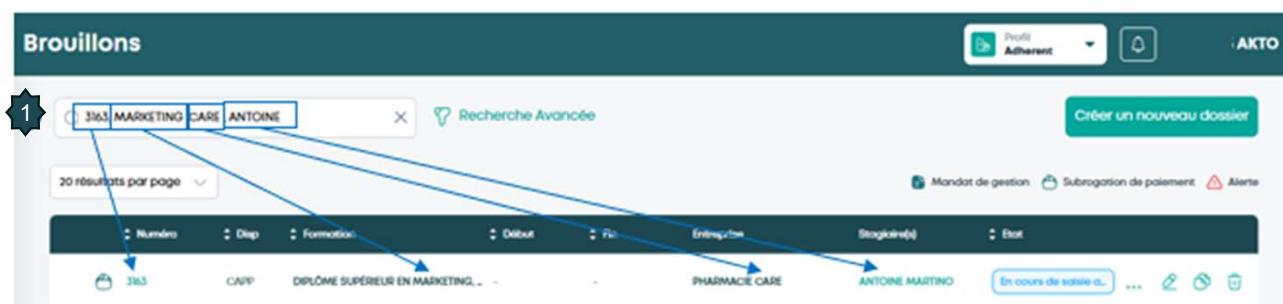 Brouillons
Profil
Adherent
AKTO
1
3163 MARKETING CARE ANTOINE
Recherche Avancée
Créer un nouveau dossier
20 résultats par page
Mandat de gestion Subrogation de paiement Alerte
Numéro Disp Formation Début Fin Entreprise Stagiaire(s) Etat
3163 CAPP DIPLÔME SUPÉRIEUR EN MARKETING, ... - - PHARMACIE CARE ANTOINE MARTINO En cours de saisie a... ...